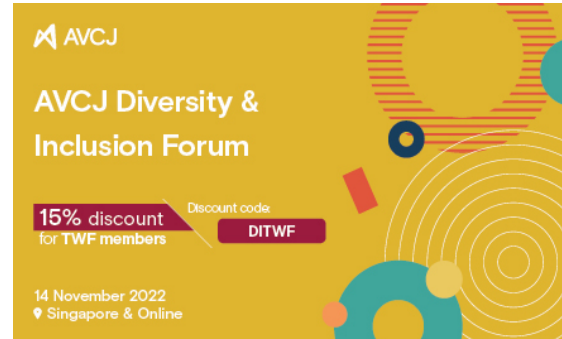 AVCJ
AVCJ Diversity &
Inclusion Forum
15% discount
for TWF members
Discount code:
DITWF
14 November 2022
Singapore & Online